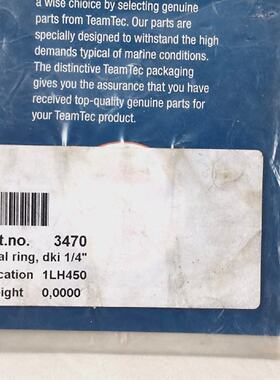 a wise choice by selecting genuine
parts from TeamTec. Our parts are
specially designed to withstand the high
demands typical of marine conditions.
The distinctive TeamTec packaging
gives you the assurance that you have
received top-quality genuine parts for
your TeamTec product.
t.no. 3470
al ring, dki 1/4"
cation 1LH450
eight 0,0000